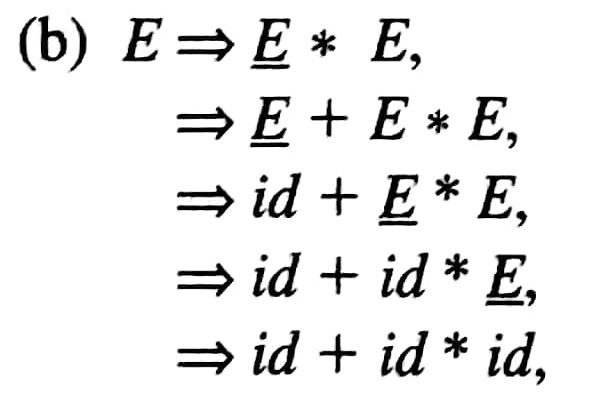 (b) E ⇒ E * E,
⇒ E + E * E,
⇒ id + E * E,
⇒ id + id * E,
⇒ id + id * id,